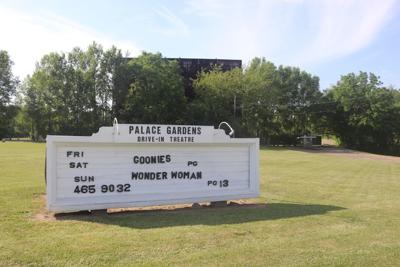 PALACE GARDENS
DRIVE-IN THEATRE
FRI
SAT GOONIES PG
SUN WONDER WOMAN PG 13
465 9032